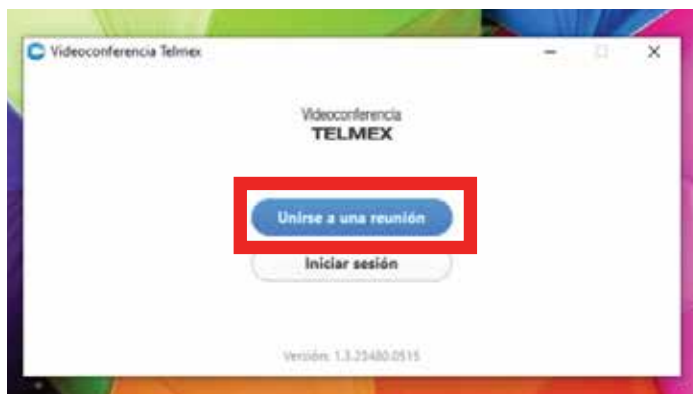 Videoconferencia Telmex
Videoconferencia
TELMEX
Unirse a una reunión
Iniciar sesión
Versión: 1.3.23480.0515